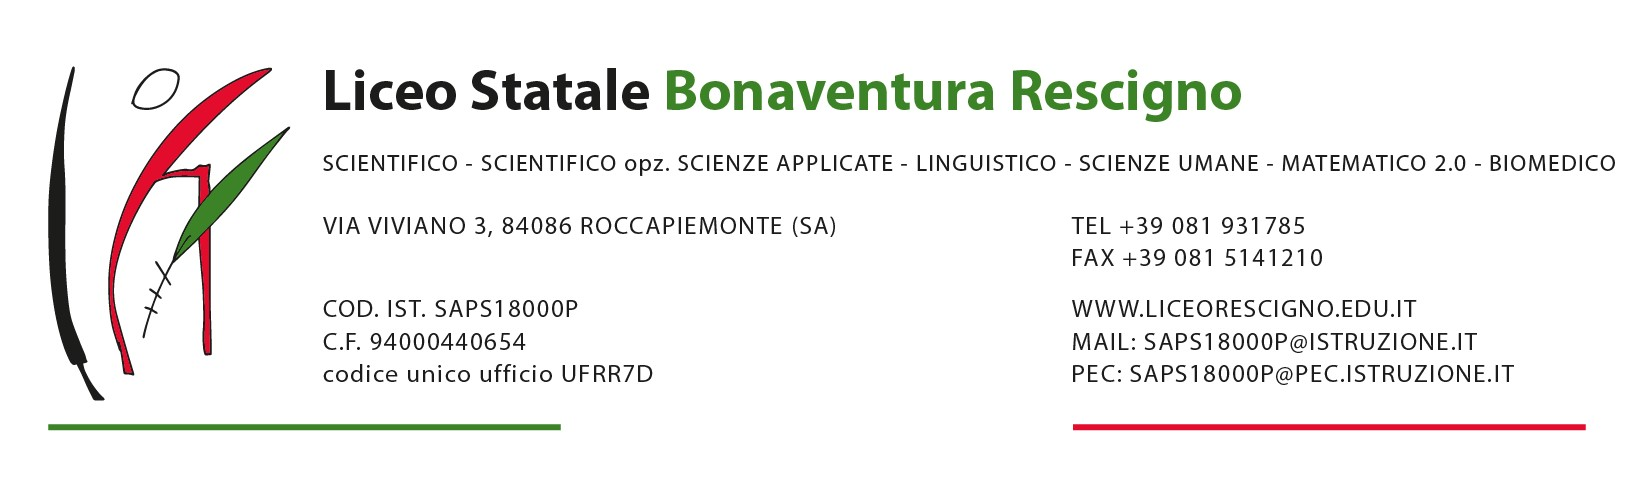 Liceo Statale Bonaventura Rescigno
SCIENTIFICO - SCIENTIFICO opz. SCIENZE APPLICATE - LINGUISTICO - SCIENZE UMANE - MATEMATICO 2.0 - BIOMEDICO
VIA VIVIANO 3, 84086 ROCCAPIEMONTE (SA)
TEL +39 081 931785
FAX +39 081 5141210
COD. IST. SAPS18000P
C.F. 94000440654
codice unico ufficio UFRR7D
WWW.LICEORESCIGNO.EDU.IT
MAIL: SAPS18000P@ISTRUZIONE.IT
PEC: SAPS18000P@PEC.ISTRUZIONE.IT